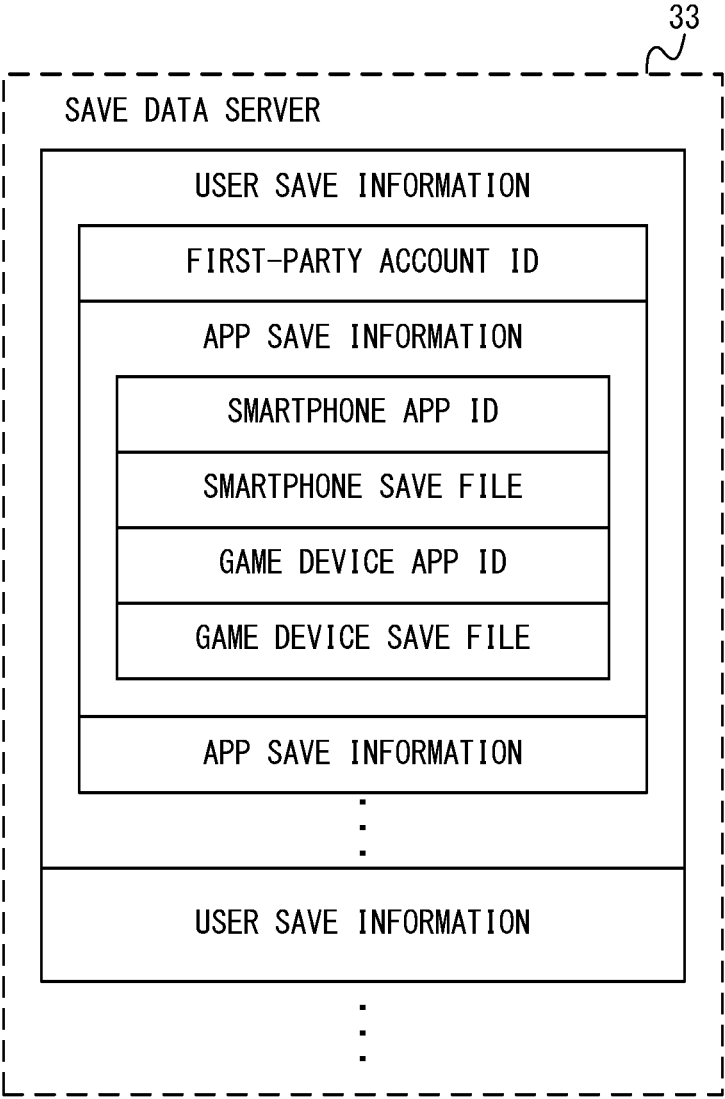 33
SAVE DATA SERVER
USER SAVE INFORMATION
FIRST-PARTY ACCOUNT ID
APP SAVE INFORMATION
SMARTPHONE APP ID
SMARTPHONE SAVE FILE
GAME DEVICE APP ID
GAME DEVICE SAVE FILE
APP SAVE INFORMATION
USER SAVE INFORMATION